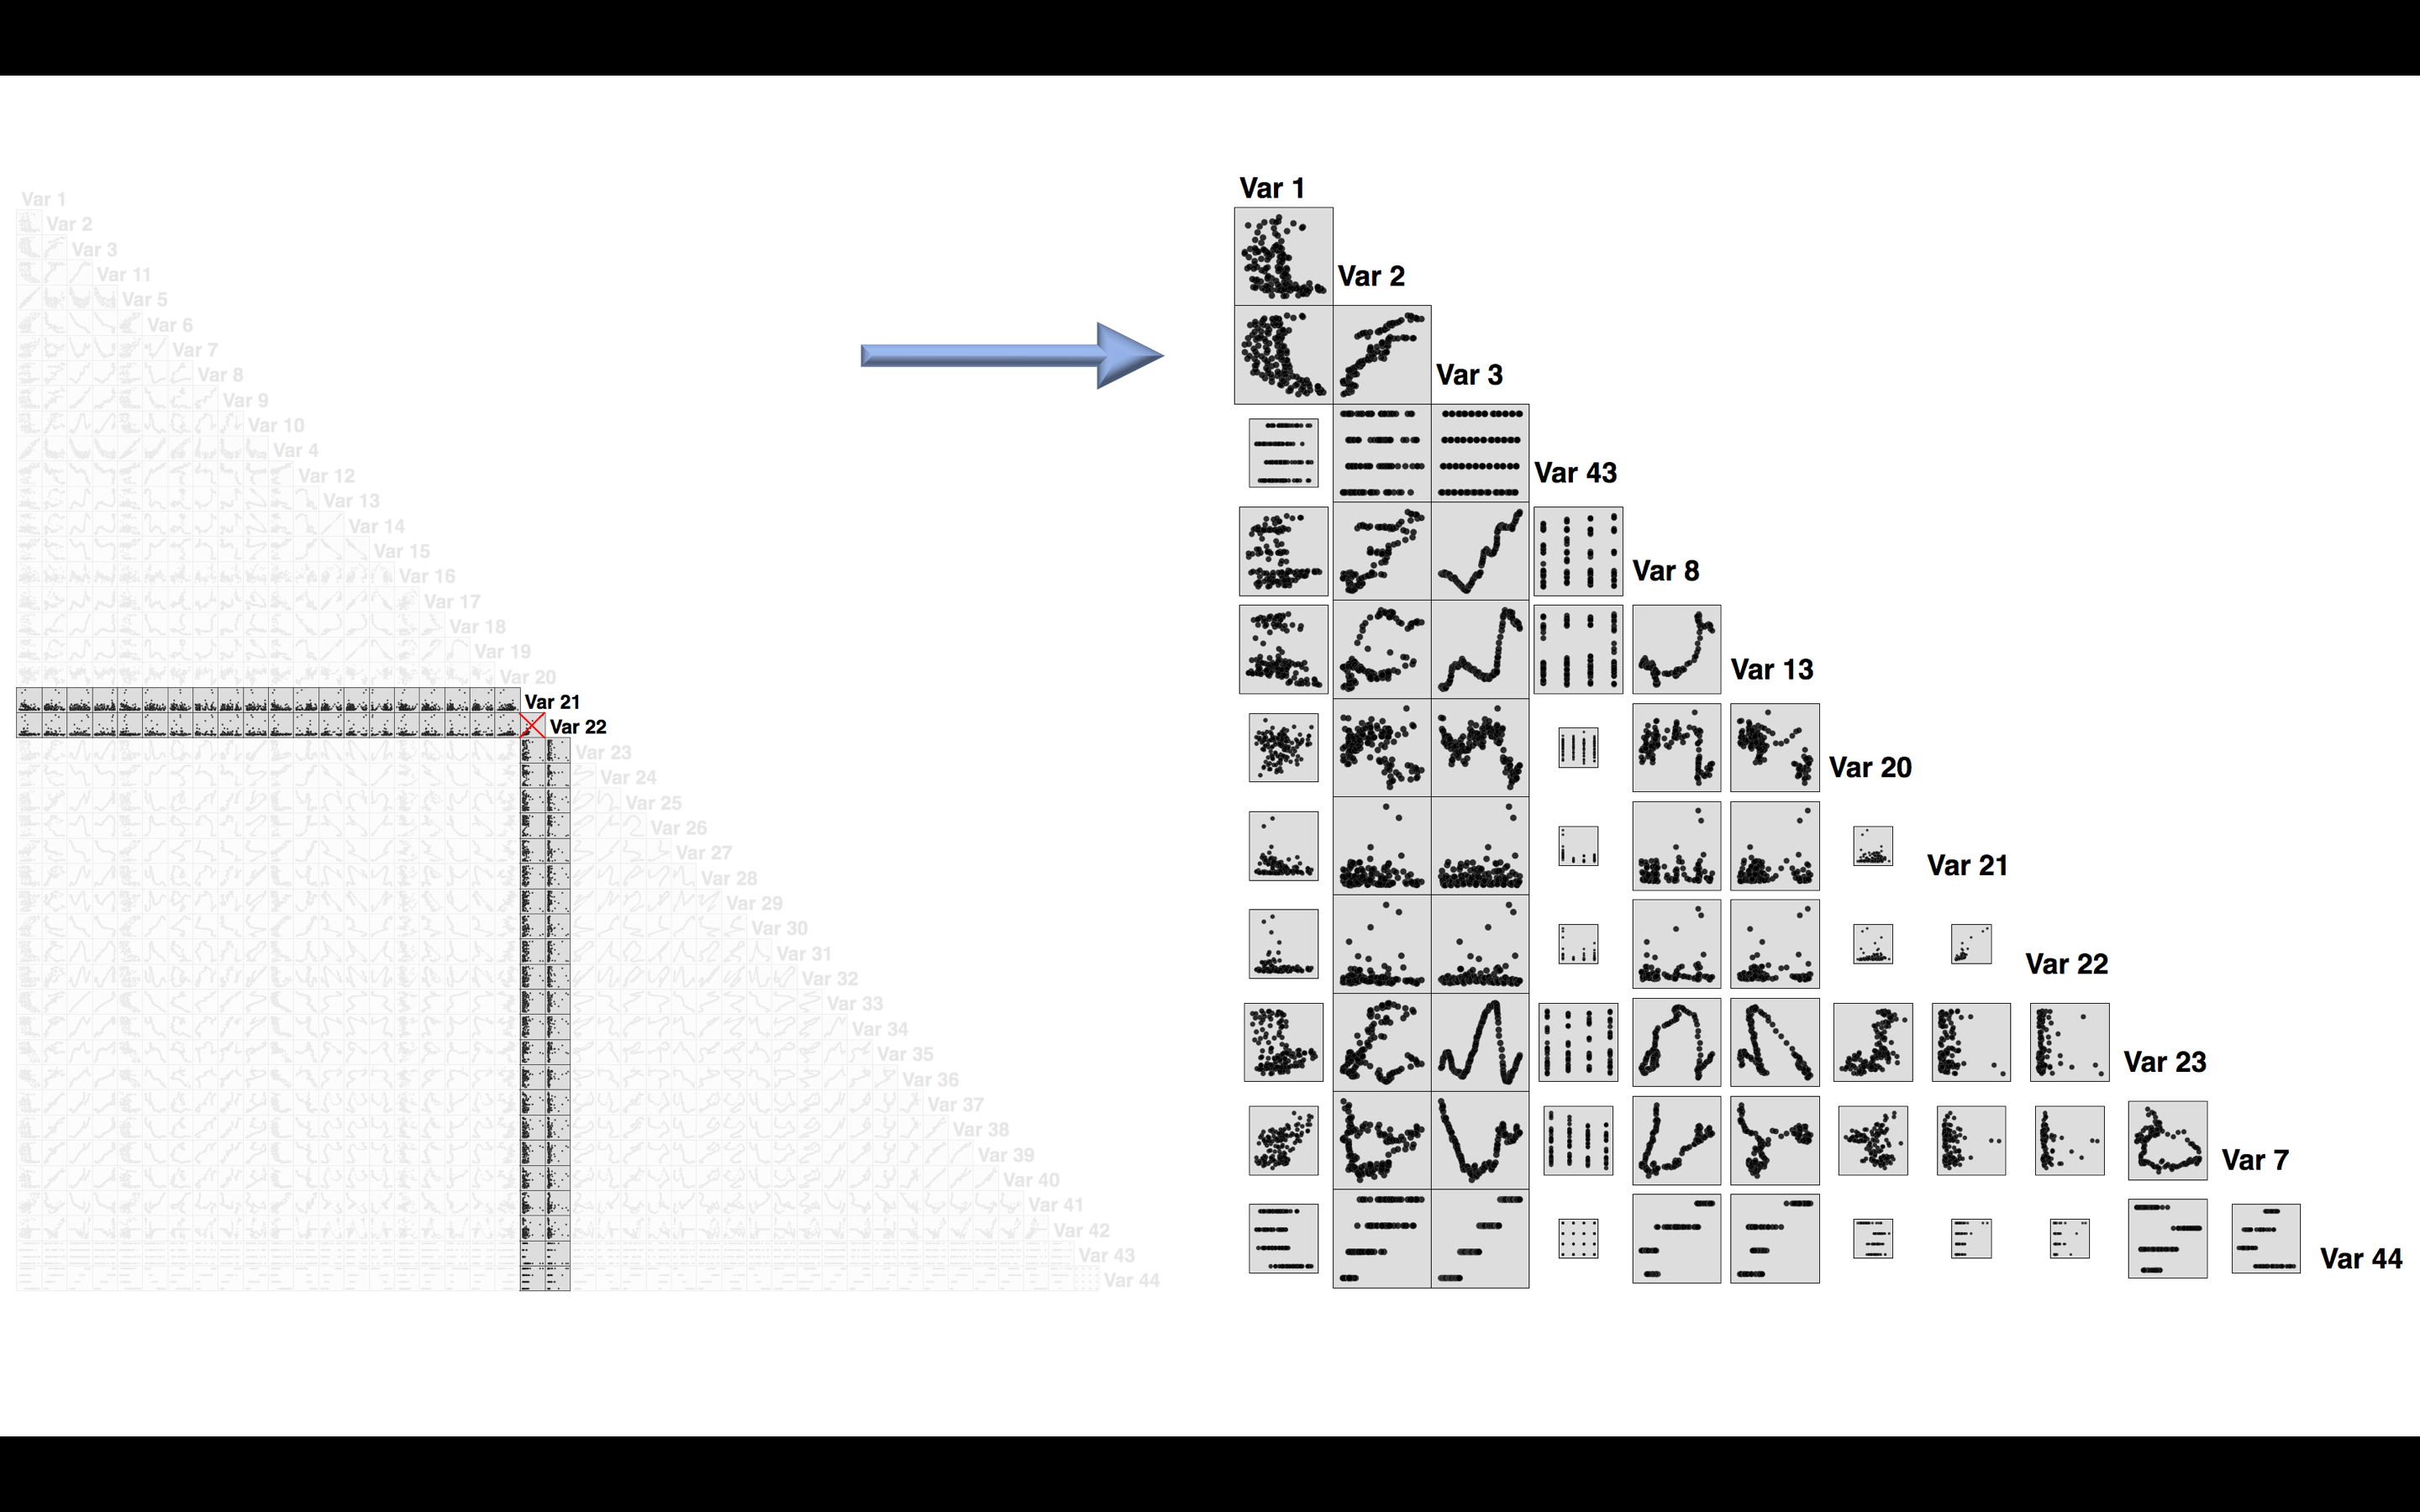 Var 1
Var 2
Var 3
Var 11
Var 5
Var 6
Var 7
Var 8
Var 9
Var 10
Var 4
Var 12
Var 13
Var 14
Var 15
Var 16
Var 17
Var 18
Var 19
Var 20
Var 21
Var 22
Var 23
Var 24
Var 25
Var 26
Var 27
Var 28
Var 29
Var 30
Var 31
Var 32
Var 33
Var 34
Var 35
Var 36
Var 37
Var 38
Var 39
Var 40
Var 41
Var 42
Var 43
Var 44
Var 1
Var 2
Var 3
Var 43
Var 8
Var 13
Var 20
Var 21
Var 22
Var 23
Var 7
Var 44